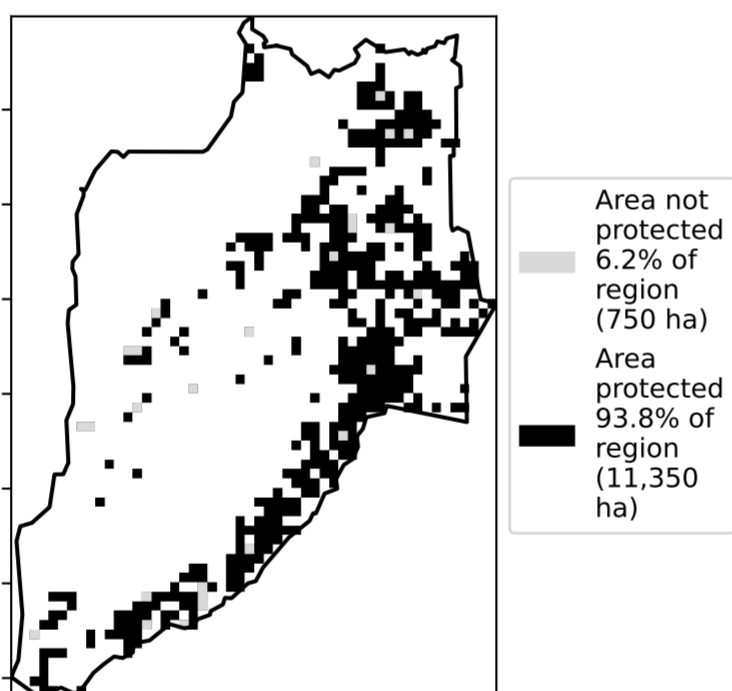 Area not
protected
6.2% of
region
(750 ha)
Area
protected
93.8% of
region
(11,350
ha)